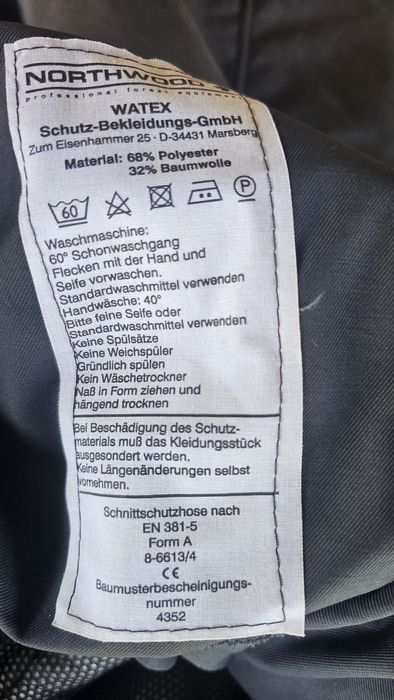 NORTHWOOD
professional forest equipment
WATEX
Schutz-Bekleidungs-GmbH
Zum Eisenhammer 25 · D-34431 Marsberg
Material: 68% Polyester
32% Baumwolle
60 P
Waschmaschine:
60° Schonwaschgang
Flecken mit der Hand und
Seife vorwaschen.
Standardwaschmittel verwenden
Handwäsche: 40°
Bitte feine Seife oder
Standardwaschmittel verwenden
Keine Spülsätze
Keine Weichspüler
Gründlich spülen
Kein Wäschetrockner
Naß in Form ziehen und
hängend trocknen
Bei Beschädigung des Schutz-
materials muß das Kleidungsstück
ausgesondert werden.
Keine Längenänderungen selbst
vornehmen.
Schnittschutzhose nach
EN 381-5
Form A
8-6613/4
CE
Baumusterbescheinigungs-
nummer
4352